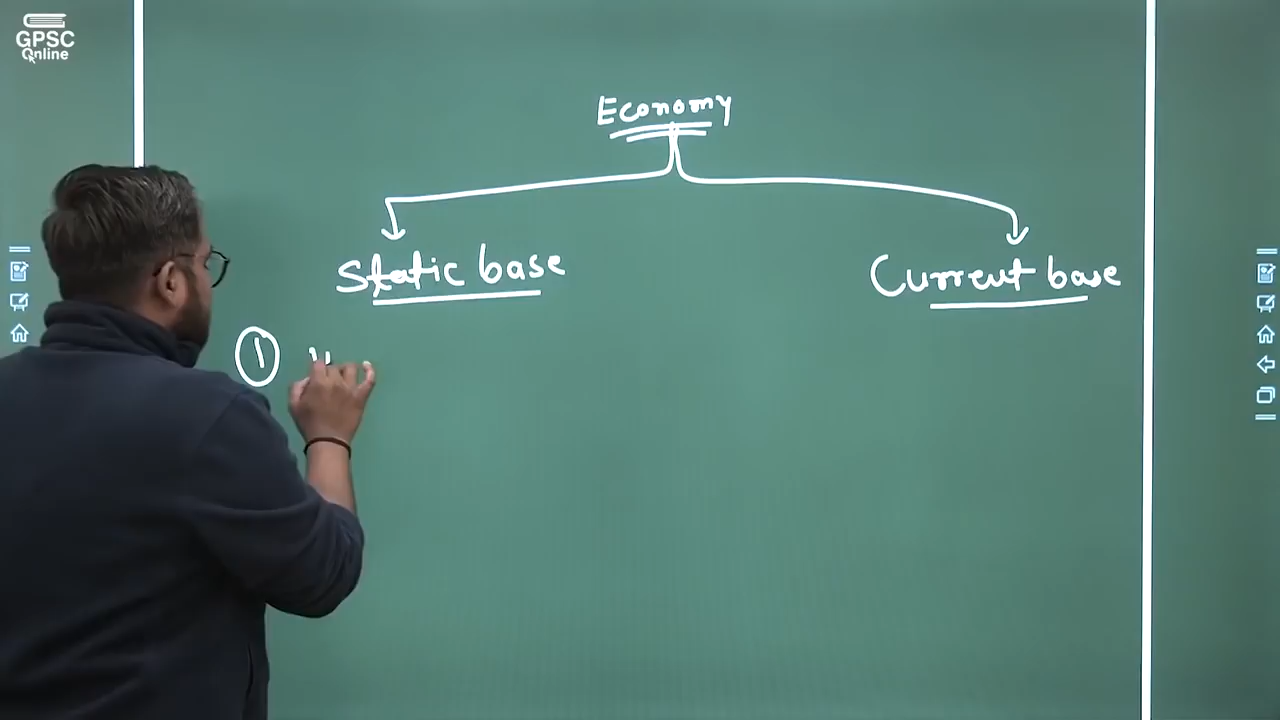 GPSC
Online
Economy
Static base
Current base
①